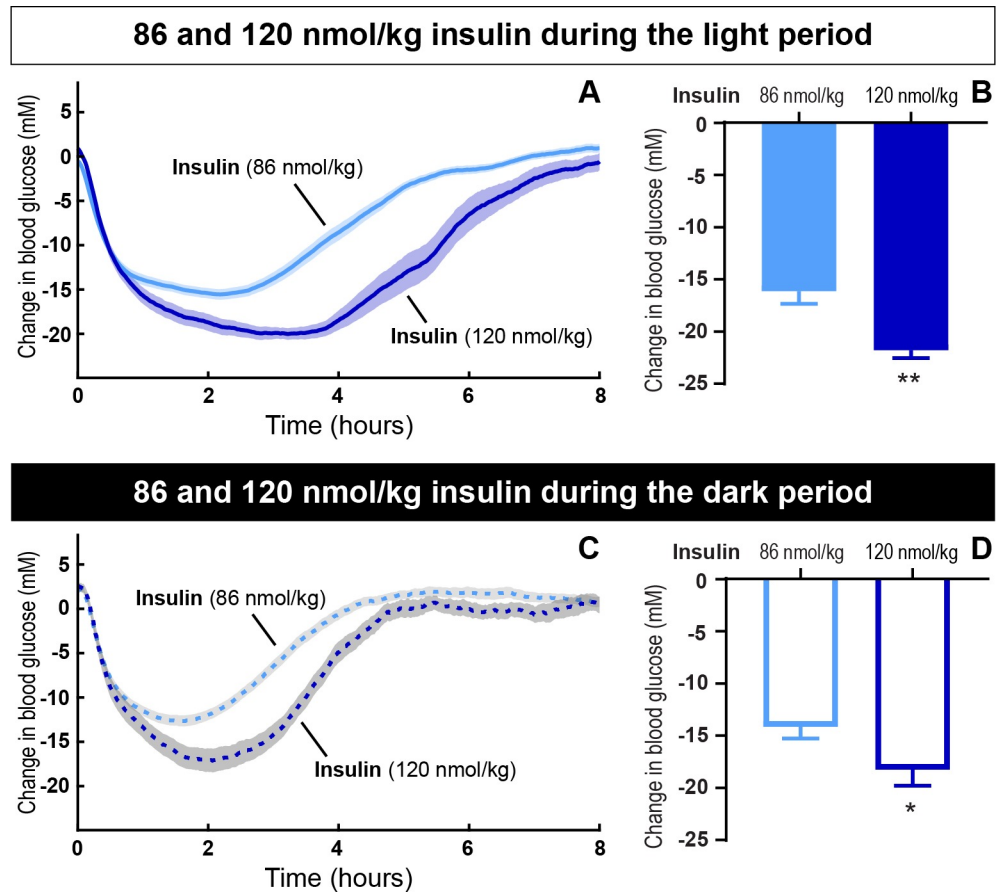 86 and 120 nmol/kg insulin during the light period
A
Change in blood glucose (mM)
5
0
-5
-10
-15
-20
Insulin (86 nmol/kg)
Insulin (120 nmol/kg)
0 2 4 6 8
Time (hours)
B
Insulin 86 nmol/kg 120 nmol/kg
Change in blood glucose (mM)
0
-5
-10
-15
-20
-25
**
86 and 120 nmol/kg insulin during the dark period
C
Change in blood glucose (mM)
5
0
-5
-10
-15
-20
Insulin (86 nmol/kg)
Insulin (120 nmol/kg)
0 2 4 6 8
Time (hours)
D
Insulin 86 nmol/kg 120 nmol/kg
Change in blood glucose (mM)
0
-5
-10
-15
-20
-25
*